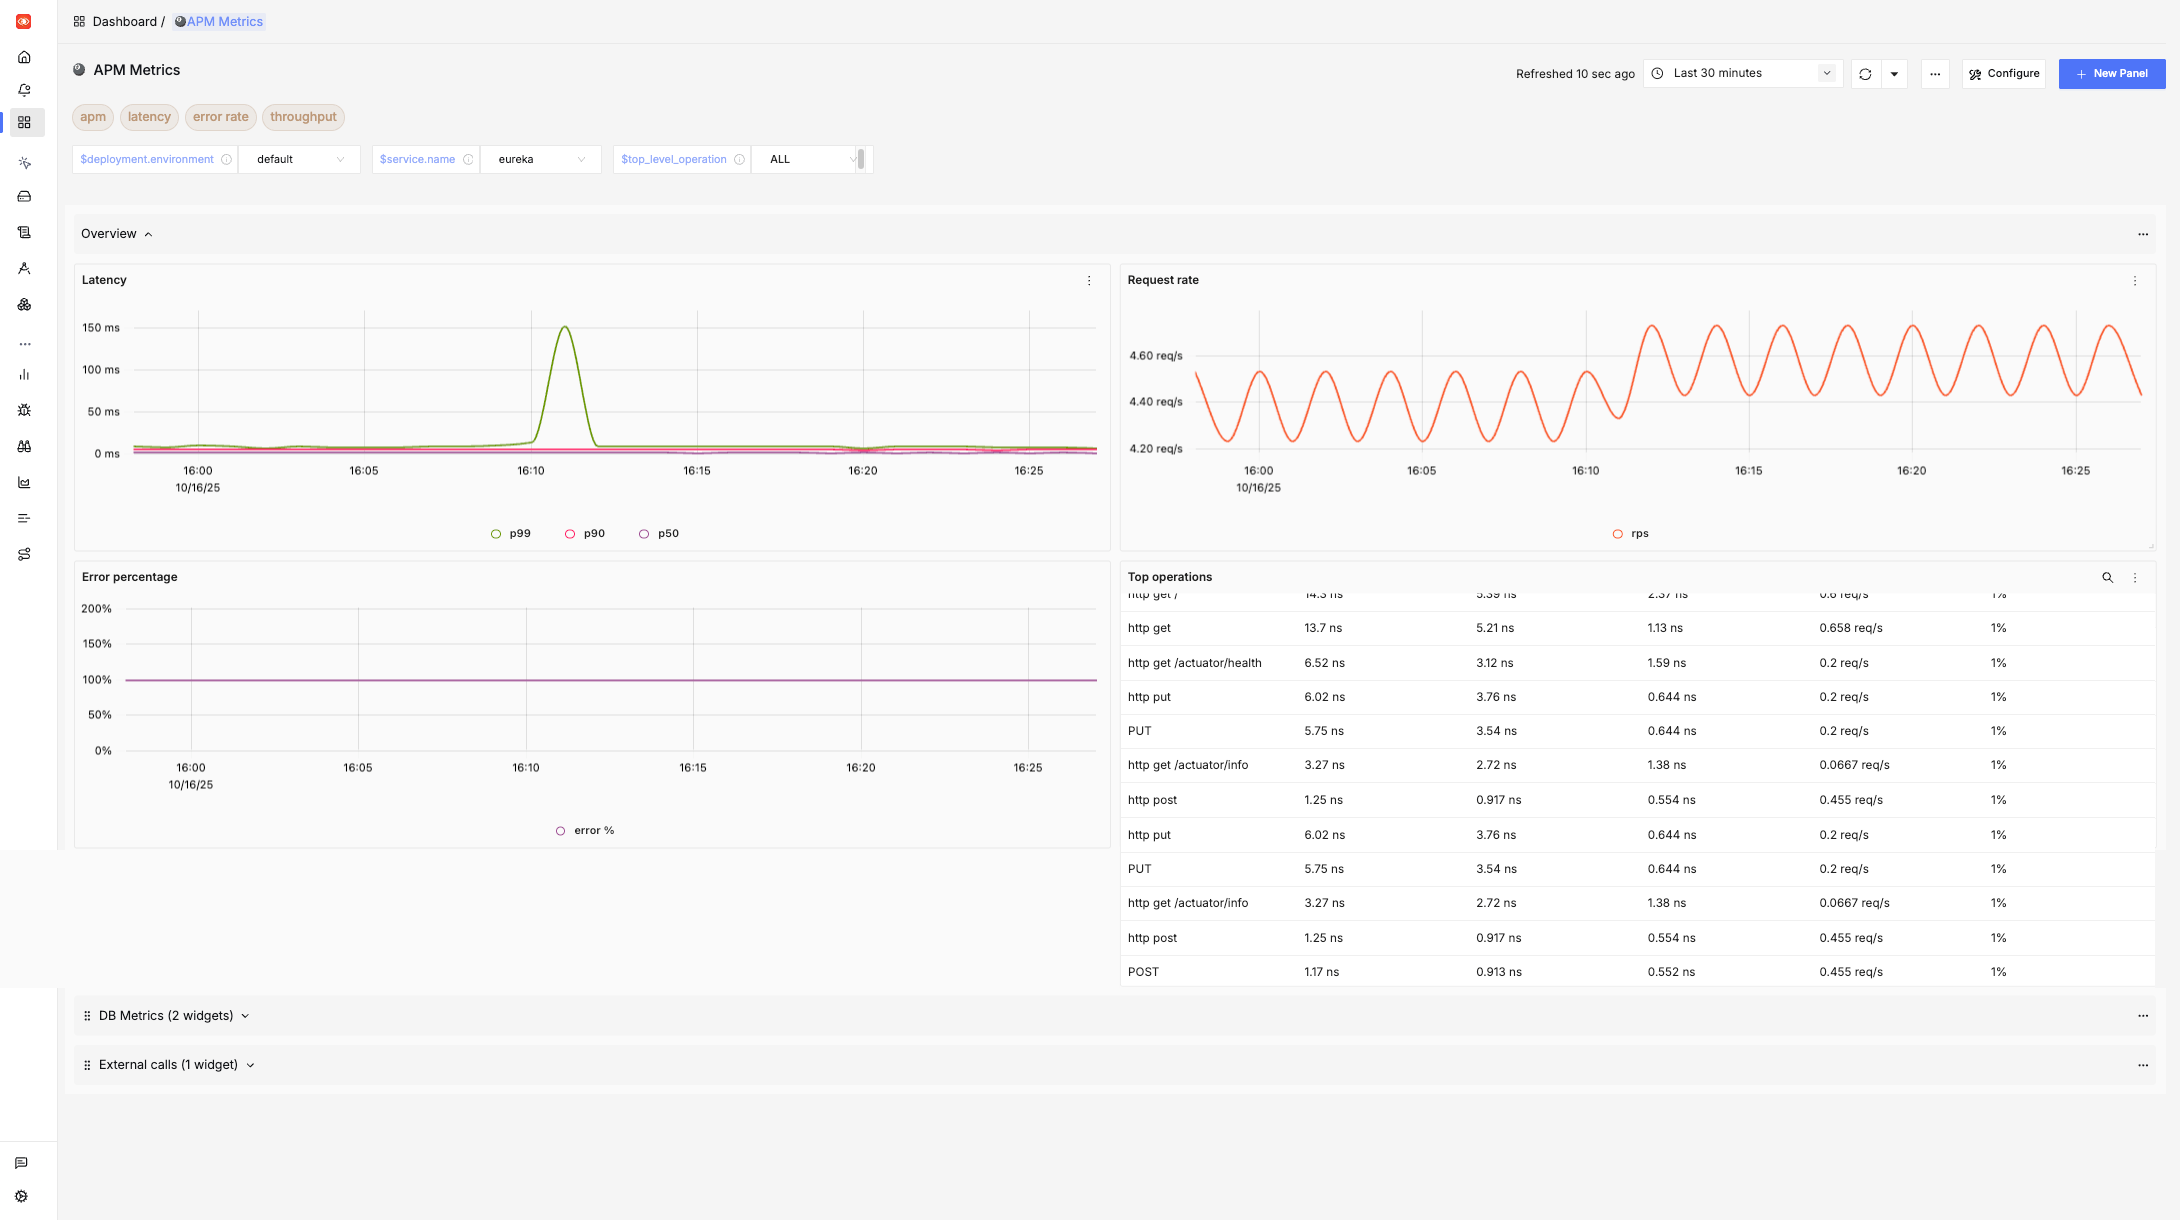 Dashboard / APM Metrics
APM Metrics
Refreshed 10 sec ago Last 30 minutes Configure + New Panel
apm latency error rate throughput
$deployment.environment default $service.name eureka $top_level_operation ALL
Overview
Latency
150 ms
100 ms
50 ms
0 ms
16:00 16:05 16:10 16:15 16:20 16:25
10/16/25
p99 p90 p50
Request rate
4.60 req/s
4.40 req/s
4.20 req/s
16:00 16:05 16:10 16:15 16:20 16:25
10/16/25
rps
Error percentage
200%
150%
100%
50%
0%
16:00 16:05 16:10 16:15 16:20 16:25
10/16/25
error %
Top operations
http get / 14.3 ns 5.39 ns 2.37 ns 0.6 req/s 1%
http get 13.7 ns 5.21 ns 1.13 ns 0.658 req/s 1%
http get /actuator/health 6.52 ns 3.12 ns 1.59 ns 0.2 req/s 1%
http put 6.02 ns 3.76 ns 0.644 ns 0.2 req/s 1%
PUT 5.75 ns 3.54 ns 0.644 ns 0.2 req/s 1%
http get /actuator/info 3.27 ns 2.72 ns 1.38 ns 0.0667 req/s 1%
http post 1.25 ns 0.917 ns 0.554 ns 0.455 req/s 1%
http put 6.02 ns 3.76 ns 0.644 ns 0.2 req/s 1%
PUT 5.75 ns 3.54 ns 0.644 ns 0.2 req/s 1%
http get /actuator/info 3.27 ns 2.72 ns 1.38 ns 0.0667 req/s 1%
http post 1.25 ns 0.917 ns 0.554 ns 0.455 req/s 1%
POST 1.17 ns 0.913 ns 0.552 ns 0.455 req/s 1%
DB Metrics (2 widgets)
External calls (1 widget)